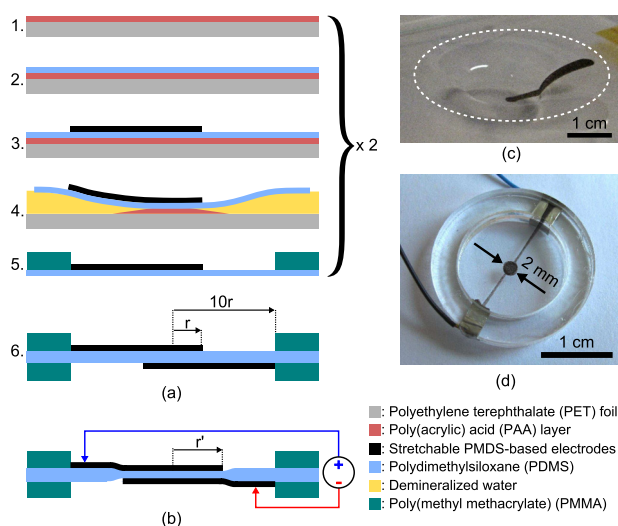 1.
2.
3.
4.
5.
x 2
10r
r
6.
(a)
r'
+
-
(b)
1 cm
(c)
2 mm
1 cm
(d)
: Polyethylene terephthalate (PET) foil
: Poly(acrylic) acid (PAA) layer
: Stretchable PMDS-based electrodes
: Polydimethylsiloxane (PDMS)
: Demineralized water
: Poly(methyl methacrylate) (PMMA)